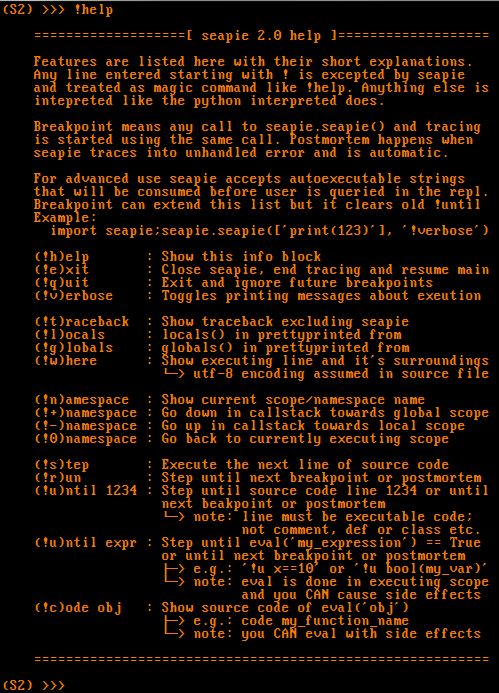 (S2) >>> !help
====================[ seapie 2.0 help ]====================
Features are listed here with their short explanations.
Any line entered starting with ! is excepted by seapie
and treated as magic command like !help. Anything else is
intepreted like the python interpreted does.
Breakpoint means any call to seapie.seapie() and tracing
is started using the same call. Postmortem happens when
seapie traces into unhandled error and is automatic.
For advanced use seapie accepts autoexecutable strings
that will be consumed before user is queried in the repl.
Breakpoint can extend this list but it clears old !until
Example:
import seapie;seapie.seapie(['print(123)'], '!verbose')
(!h)elp : Show this info block
(!e)xit : Close seapie, end tracing and resume main
(!q)uit : Exit and ignore future breakpoints
(!v)erbose : Toggles printing messages about exeution
(!t)raceback : Show traceback excluding seapie
(!l)ocals : locals() in prettyprinted from
(!g)lobals : globals() in prettyprinted from
(!w)here : Show executing line and it's surroundings
└─> utf-8 encoding assumed in source file
(!n)amespace : Show current scope/namespace name
(!+)namespace : Go down in callstack towards global scope
(!-)namespace : Go up in callstack towards local scope
(!0)namespace : Go back to currently executing scope
(!s)tep : Execute the next line of source code
(!r)un : Step until next breakpoint or postmortem
(!u)ntil 1234 : Step until source code line 1234 or until
next beakpoint or postmortem
└─> note: line must be executable code;
not comment, def or class etc.
(!u)ntil expr : Step until eval('my_expression') == True
or until next breakpoint or postmortem
├─> e.g.: '!u x==10' or '!u bool(my_var)'
└─> note: eval is done in executing scope
and you CAN cause side effects
(!c)ode obj : Show source code of eval('obj')
├─> e.g.: code my_function_name
└─> note: you CAN eval with side effects
===========================================================
(S2) >>>